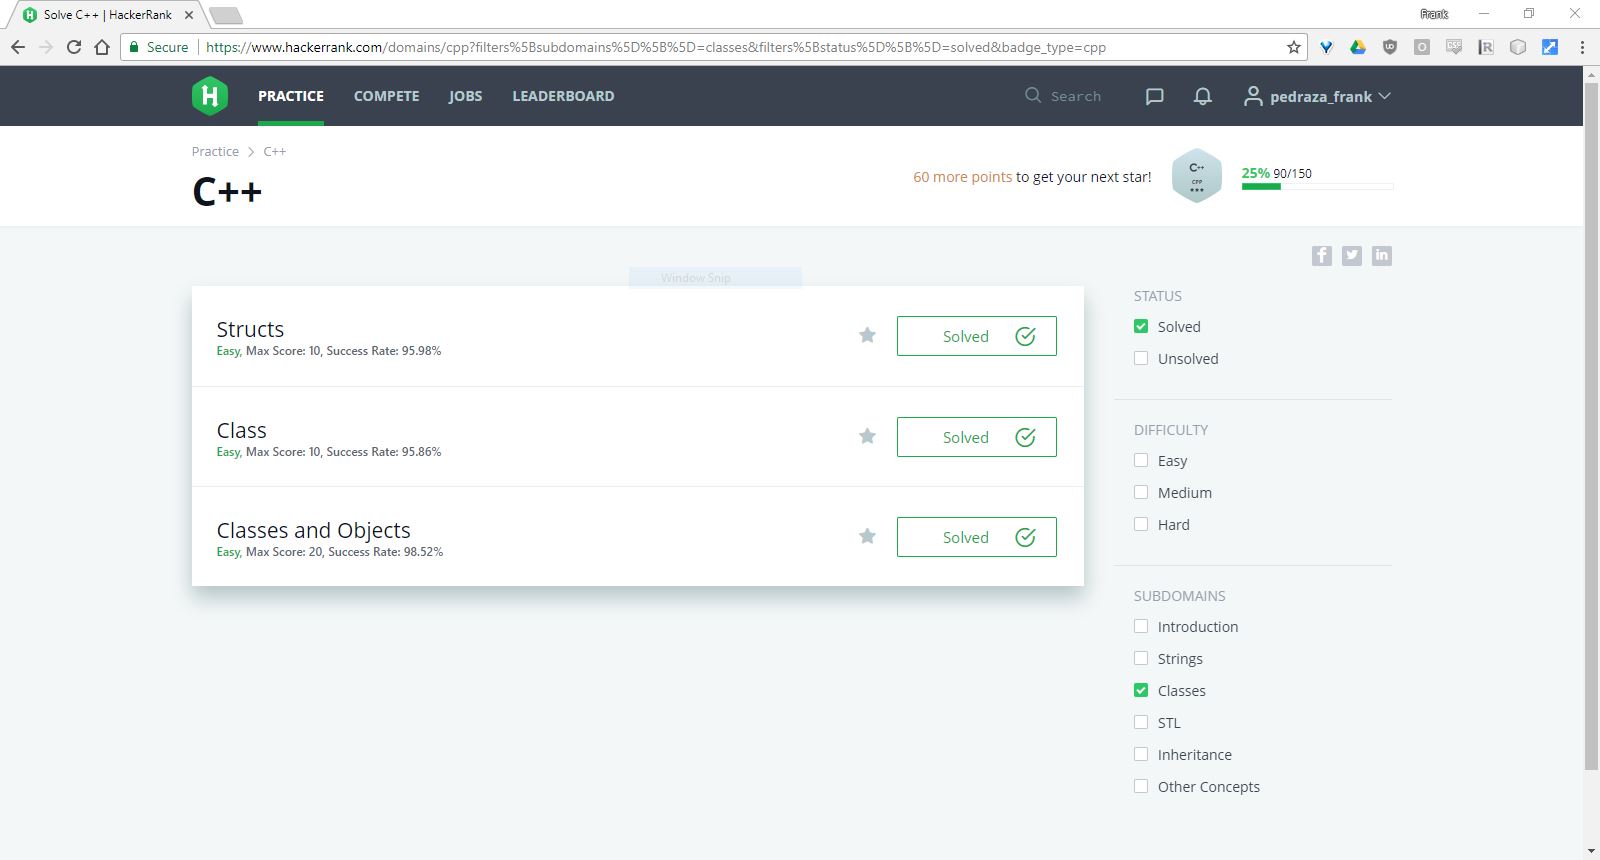 Solve C++ | HackerRank
Frank
Secure https://www.hackerrank.com/domains/cpp?filters%5Bsubdomains%5D%5B%5D=classes&filters%5Bstatus%5D%5B%5D=solved&badge_type=cpp
PRACTICE COMPETE JOBS LEADERBOARD Search pedraza_frank
Practice > C++
C++
60 more points to get your next star!
C++
CPP
25% 90/150
Window Snip
Structs
Easy, Max Score: 10, Success Rate: 95.98%
Solved
Class
Easy, Max Score: 10, Success Rate: 95.86%
Solved
Classes and Objects
Easy, Max Score: 20, Success Rate: 98.52%
Solved
STATUS
Solved
Unsolved
DIFFICULTY
Easy
Medium
Hard
SUBDOMAINS
Introduction
Strings
Classes
STL
Inheritance
Other Concepts